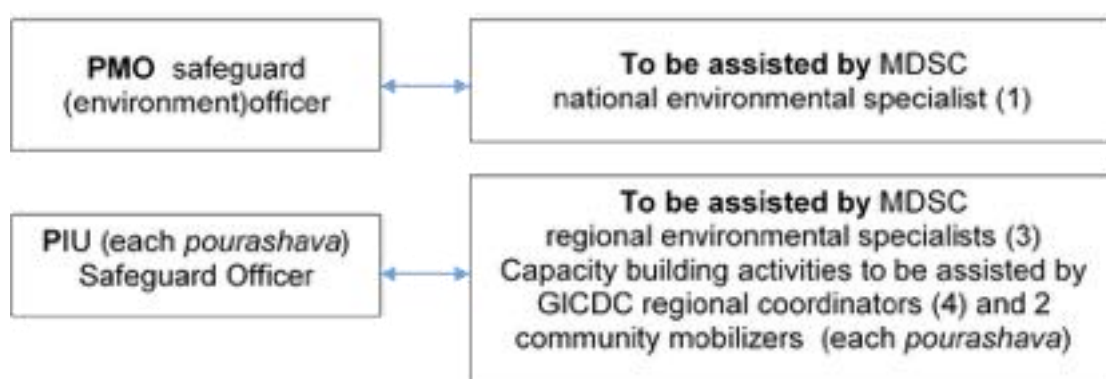 PMO safeguard
(environment)officer
To be assisted by MDSC
national environmental specialist (1)
PIU (each pourashava)
Safeguard Officer
To be assisted by MDSC
regional environmental specialists (3)
Capacity building activities to be assisted by
GICDC regional coordinators (4) and 2
community mobilizers (each pourashava)